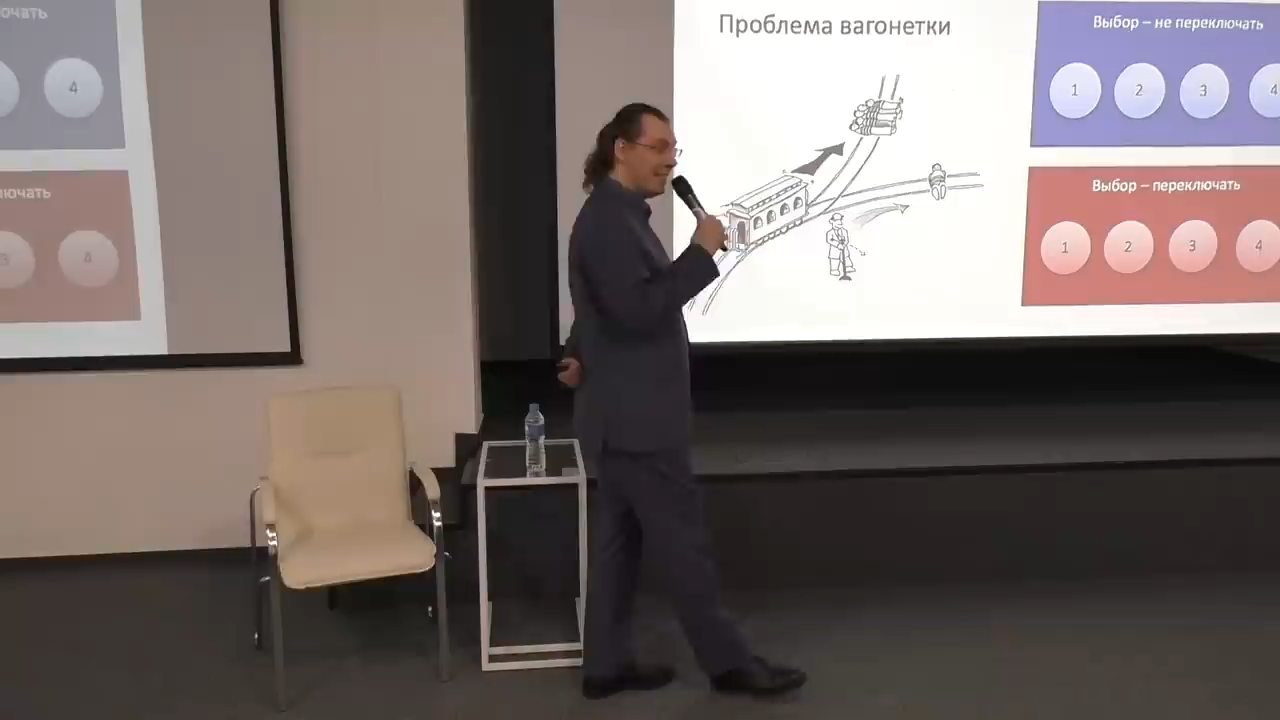 4
4
Проблема вагонетки
Выбор – не переключать
1 2 3 4
Выбор – переключать
1 2 3 4